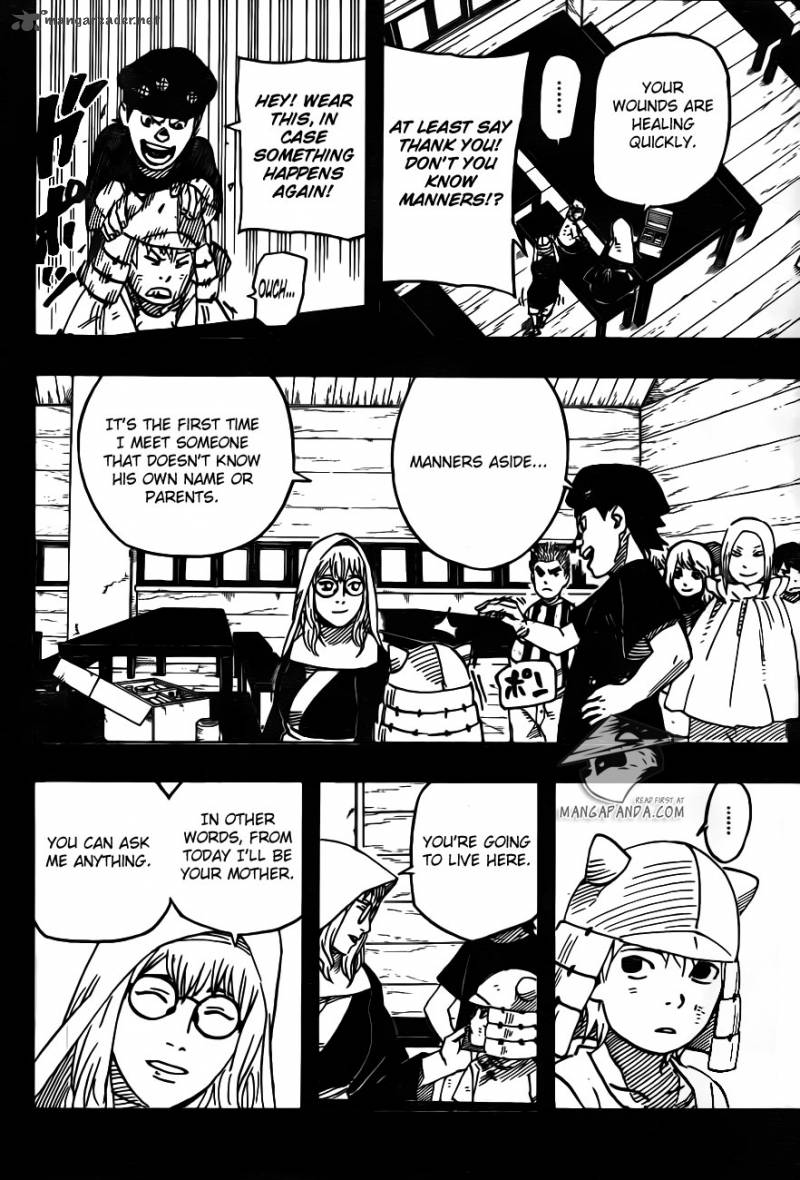 YOUR
WOUNDS ARE
HEALING
QUICKLY.
........
AT LEAST SAY
THANK YOU!
DON'T YOU
KNOW
MANNERS!?
HEY! WEAR
THIS, IN
CASE
SOMETHING
HAPPENS
AGAIN!
OUCH...
mangareader.net
MANNERS ASIDE...
IT'S THE FIRST TIME
I MEET SOMEONE
THAT DOESN'T KNOW
HIS OWN NAME OR
PARENTS.
ポン
READ FIRST AT
MANGAPANDA.COM
......
YOU'RE GOING
TO LIVE HERE.
IN OTHER
WORDS, FROM
TODAY I'LL BE
YOUR MOTHER.
YOU CAN ASK
ME ANYTHING.